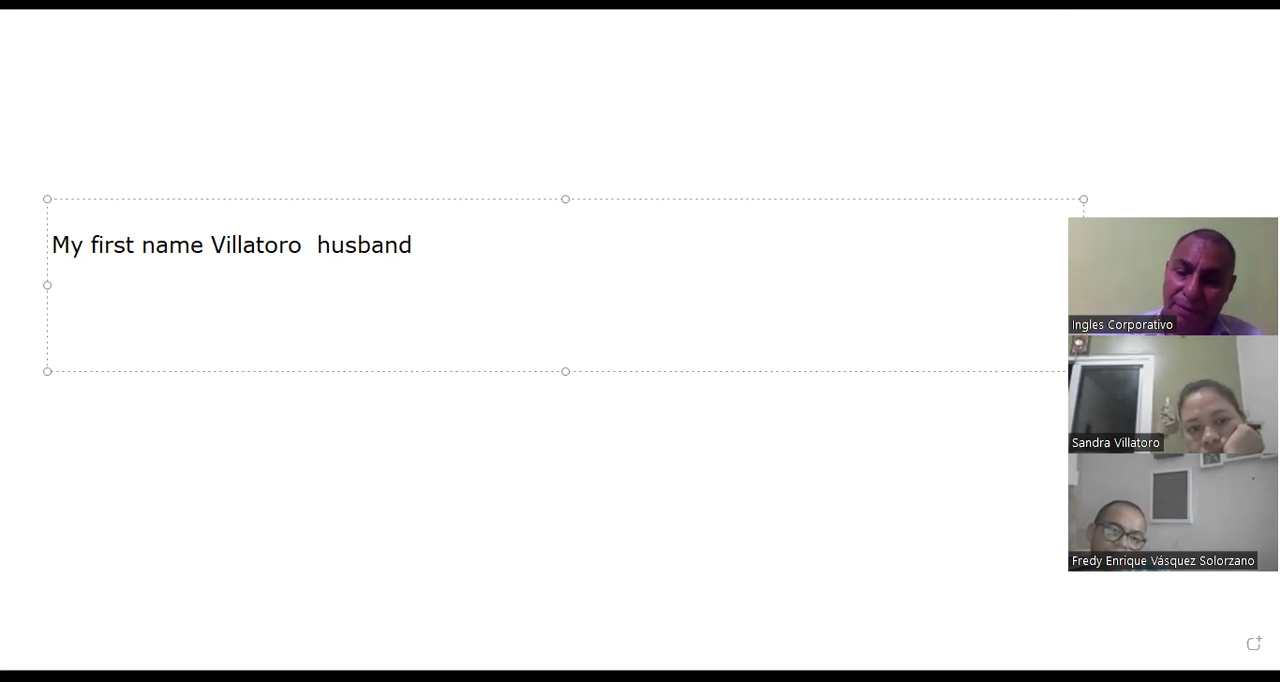 My first name Villatoro  husband
Ingles Corporativo
Sandra Villatoro
Fredy Enrique Vásquez Solorzano